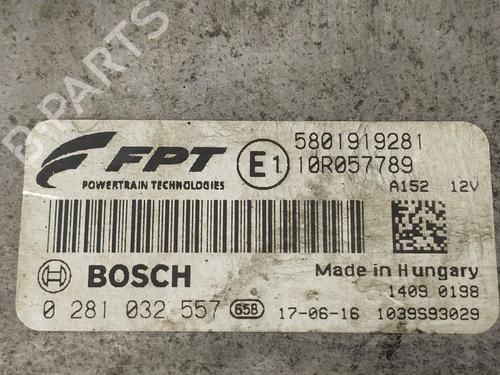 FPT
POWERTRAIN TECHNOLOGIES
E1
5801919281
10R057789
A152 12V
BOSCH
Made in Hungary
1409 0198
0 281 032 557 65B 17-06-16 1039S93029
B-PARTS